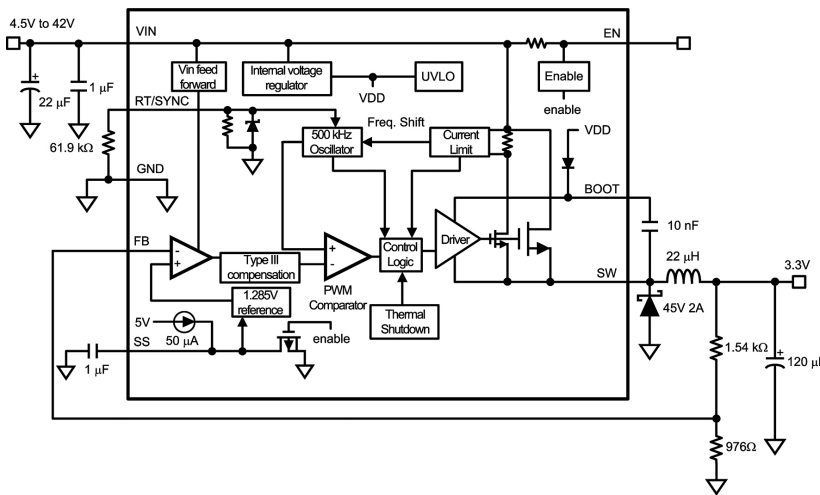 4.5V to 42V
VIN
EN
Vin feed
forward
Internal voltage
regulator
UVLO
Enable
VDD
enable
+
22 μF
1 μF
RT/SYNC
61.9 kΩ
GND
500 kHz
Oscillator
Freq. Shift
Current
Limit
VDD
BOOT
10 nF
FB
-
+
Type III
compensation
+
-
PWM
Comparator
Control
Logic
Driver
SW
22 μH
3.3V
45V 2A
1.285V
reference
Thermal
Shutdown
5V
50 μA
enable
SS
1 μF
1.54 kΩ
+
120 μF
976Ω